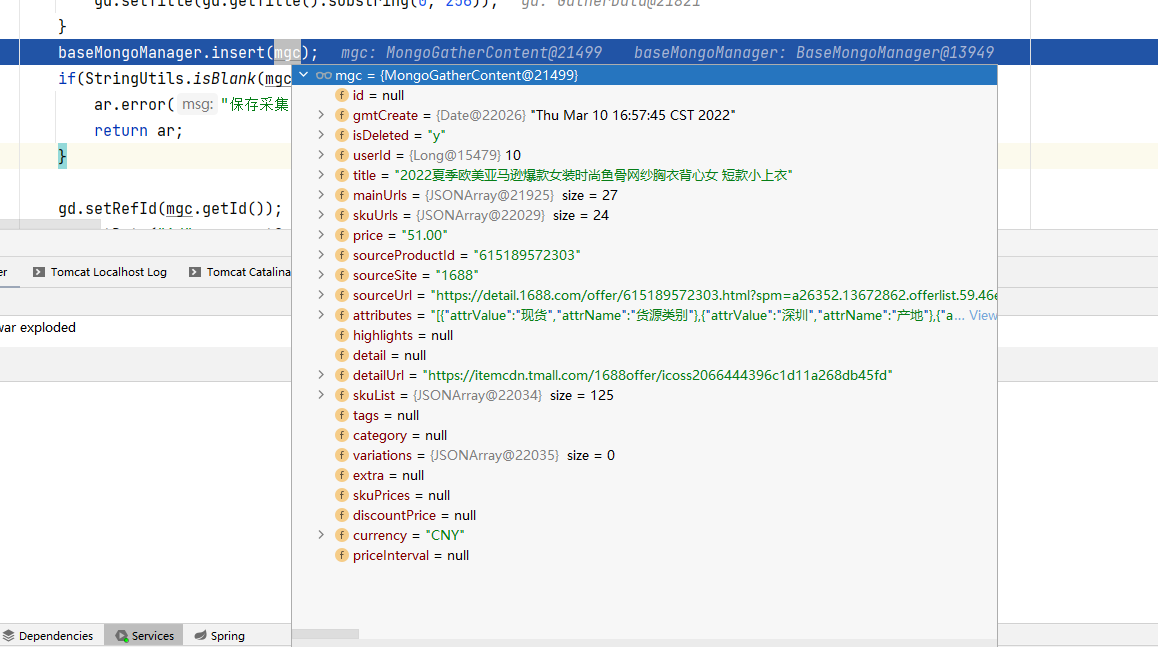 gd.setTitle(gd.getTitle().substring(0, 256)); gd: GatherData@21821
}
baseMongoManager.insert(mgc); mgc: MongoGatherContent@21499 baseMongoManager: BaseMongoManager@13949
if(StringUtils.isBlank(mgc
mgc = {MongoGatherContent@21499}
id = null
ar.error( msg: "保存采集
gmtCreate = {Date@22026} "Thu Mar 10 16:57:45 CST 2022"
return ar;
isDeleted = "y"
}
userId = {Long@15479} 10
title = "2022夏季欧美亚马逊爆款女装时尚鱼骨网纱胸衣背心女 短款小上衣"
mainUrls = {JSONArray@21925} size = 27
gd.setRefId(mgc.getId());
skuUrls = {JSONArray@22029} size = 24
price = "51.00"
sourceProductId = "615189572303"
er
Tomcat Localhost Log
Tomcat Catalina
sourceSite = "1688"
sourceUrl = "https://detail.1688.com/offer/615189572303.html?spm=a26352.13672862.offerlist.59.46e
attributes = "[{"attrValue":"现货","attrName":"货源类别"},{"attrValue":"深圳","attrName":"产地"},{"a... View
war exploded
highlights = null
detail = null
detailUrl = "https://itemcdn.tmall.com/1688offer/icoss2066444396c1d11a268db45fd"
skuList = {JSONArray@22034} size = 125
tags = null
category = null
variations = {JSONArray@22035} size = 0
extra = null
skuPrices = null
discountPrice = null
currency = "CNY"
priceInterval = null
Dependencies
Services
Spring